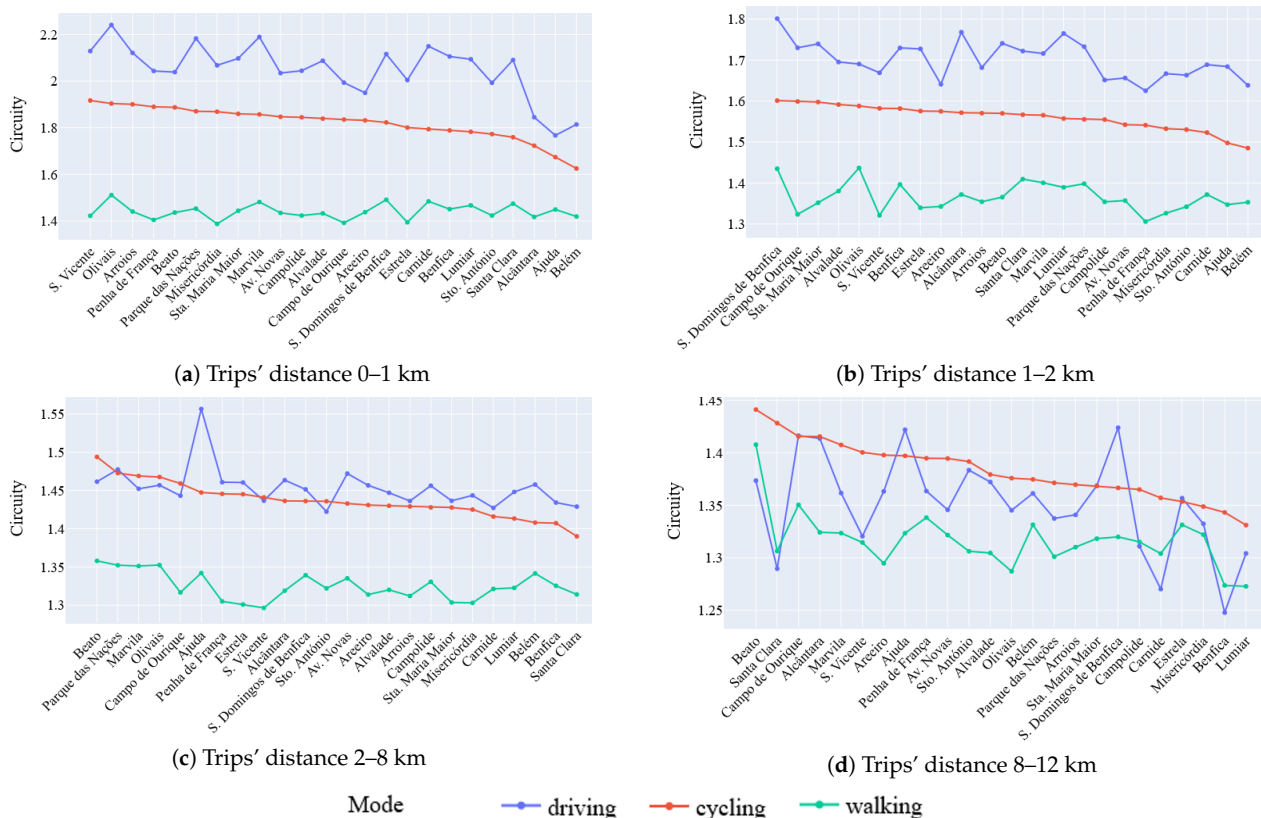 2.2
2
1.8
1.6
1.4
Circuity
S. Vicente
Olivais
Arroios
Penha de França
Beato
Parque das Nações
Misericórdia
Sta. Maria Maior
Marvila
Av. Novas
Campolide
Alvalade
Campo de Ourique
Areeiro
S. Domingos de Benfica
Estrela
Carnide
Benfica
Lumiar
Sto. António
Santa Clara
Alcântara
Ajuda
Belém
(a) Trips' distance 0–1 km
1.8
1.7
1.6
1.5
1.4
1.3
Circuity
S. Domingos de Benfica
Campo de Ourique
Sta. Maria Maior
Alvalade
Olivais
S. Vicente
Benfica
Estrela
Areeiro
Alcântara
Arroios
Beato
Santa Clara
Marvila
Lumiar
Parque das Nações
Campolide
Av. Novas
Penha de França
Misericórdia
Sto. António
Carnide
Ajuda
Belém
(b) Trips' distance 1–2 km
1.55
1.5
1.45
1.4
1.35
1.3
Circuity
Beato
Parque das Nações
Marvila
Olivais
Campo de Ourique
Ajuda
Penha de França
Estrela
S. Vicente
Alcântara
S. Domingos de Benfica
Sto. António
Av. Novas
Areeiro
Alvalade
Arroios
Campolide
Sta. Maria Maior
Misericórdia
Carnide
Lumiar
Belém
Benfica
Santa Clara
(c) Trips' distance 2–8 km
1.45
1.4
1.35
1.3
1.25
Circuity
Beato
Santa Clara
Campo de Ourique
Alcântara
Marvila
S. Vicente
Areeiro
Ajuda
Penha de França
Av. Novas
Sto. António
Alvalade
Olivais
Belém
Parque das Nações
Arroios
Sta. Maria Maior
S. Domingos de Benfica
Campolide
Carnide
Estrela
Misericórdia
Benfica
Lumiar
(d) Trips' distance 8–12 km
Mode driving cycling walking